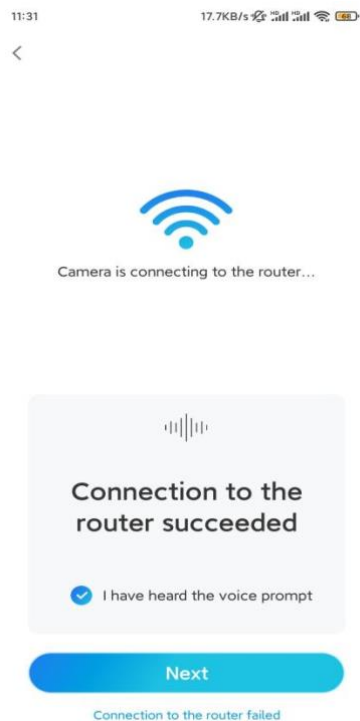 11:31
17.7KB/s
68
Camera is connecting to the router...
Connection to the
router succeeded
I have heard the voice prompt
Next
Connection to the router failed